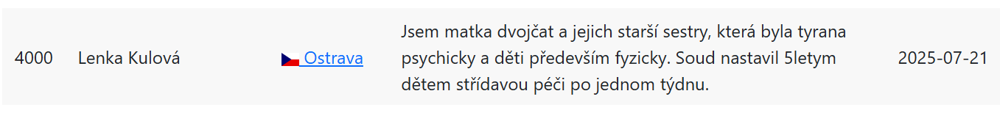 4000 Lenka Kulová Ostrava Jsem matka dvojčat a jejich starší sestry, která byla tyrana
psychicky a děti především fyzicky. Soud nastavil 5letym
dětem střídavou péči po jednom týdnu. 2025-07-21